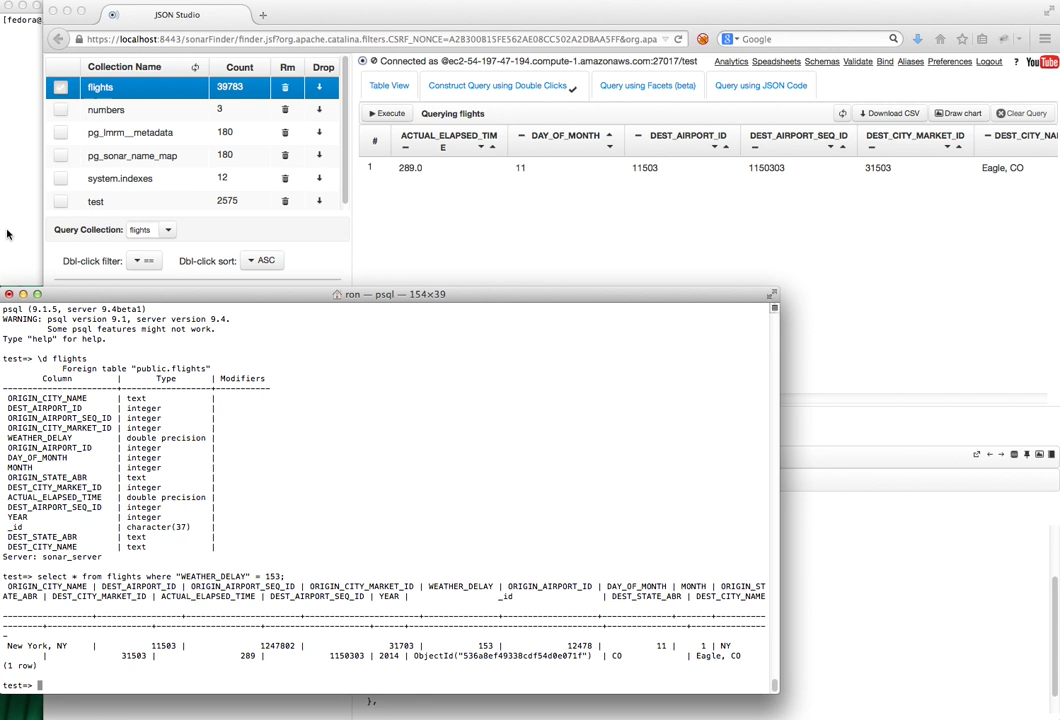 [fedora@
JSON Studio
https://localhost:8443/sonarFinder/finder.jsf?org.apache.catalina.filters.CSRF_NONCE=A2B300B15FE562AE08CC502A2DBAA5FF&org.apa
Google
Collection Name Count Rm Drop
flights 39783
numbers 3
pg_lmrm__metadata 180
pg_sonar_name_map 180
system.indexes 12
test 2575
Query Collection: flights
Dbl-click filter: == Dbl-click sort: ASC
Connected as @ec2-54-197-47-194.compute-1.amazonaws.com:27017/test
Analytics Speedsheets Schemas Validate Bind Aliases Preferences Logout ? YouTube
Table View Construct Query using Double Clicks Query using Facets (beta) Query using JSON Code
Execute Querying flights Download CSV Draw chart Clear Query
# ACTUAL_ELAPSED_TIM
E DAY_OF_MONTH DEST_AIRPORT_ID DEST_AIRPORT_SEQ_ID DEST_CITY_MARKET_ID DEST_CITY_NA
1 289.0 11 11503 1150303 31503 Eagle, CO
ron — psql — 154×39
psql (9.1.5, server 9.4beta1)
WARNING: psql version 9.1, server version 9.4.
Some psql features might not work.
Type "help" for help.
test=> \d flights
Foreign table "public.flights"
Column | Type | Modifiers
---------------------+------------------+-----------
ORIGIN_CITY_NAME | text |
DEST_AIRPORT_ID | integer |
ORIGIN_AIRPORT_SEQ_ID | integer |
ORIGIN_CITY_MARKET_ID | integer |
WEATHER_DELAY | double precision |
ORIGIN_AIRPORT_ID | integer |
DAY_OF_MONTH | integer |
MONTH | integer |
ORIGIN_STATE_ABR | text |
DEST_CITY_MARKET_ID | integer |
ACTUAL_ELAPSED_TIME | double precision |
DEST_AIRPORT_SEQ_ID | integer |
YEAR | integer |
_id | character(37) |
DEST_STATE_ABR | text |
DEST_CITY_NAME | text |
Server: sonar_server
test=> select * from flights where "WEATHER_DELAY" = 153;
ORIGIN_CITY_NAME | DEST_AIRPORT_ID | ORIGIN_AIRPORT_SEQ_ID | ORIGIN_CITY_MARKET_ID | WEATHER_DELAY | ORIGIN_AIRPORT_ID | DAY_OF_MONTH | MONTH | ORIGIN_ST
ATE_ABR | DEST_CITY_MARKET_ID | ACTUAL_ELAPSED_TIME | DEST_AIRPORT_SEQ_ID | YEAR | _id | DEST_STATE_ABR | DEST_CITY_NAME
New York, NY | 11503 | 1247802 | 31703 | 153 | 12478 | 11 | 1 | NY
| 31503 | 289 | 1150303 | 2014 | ObjectId("536a8ef49338cdf54d0e071f") | CO | Eagle, CO
(1 row)
test=>
},